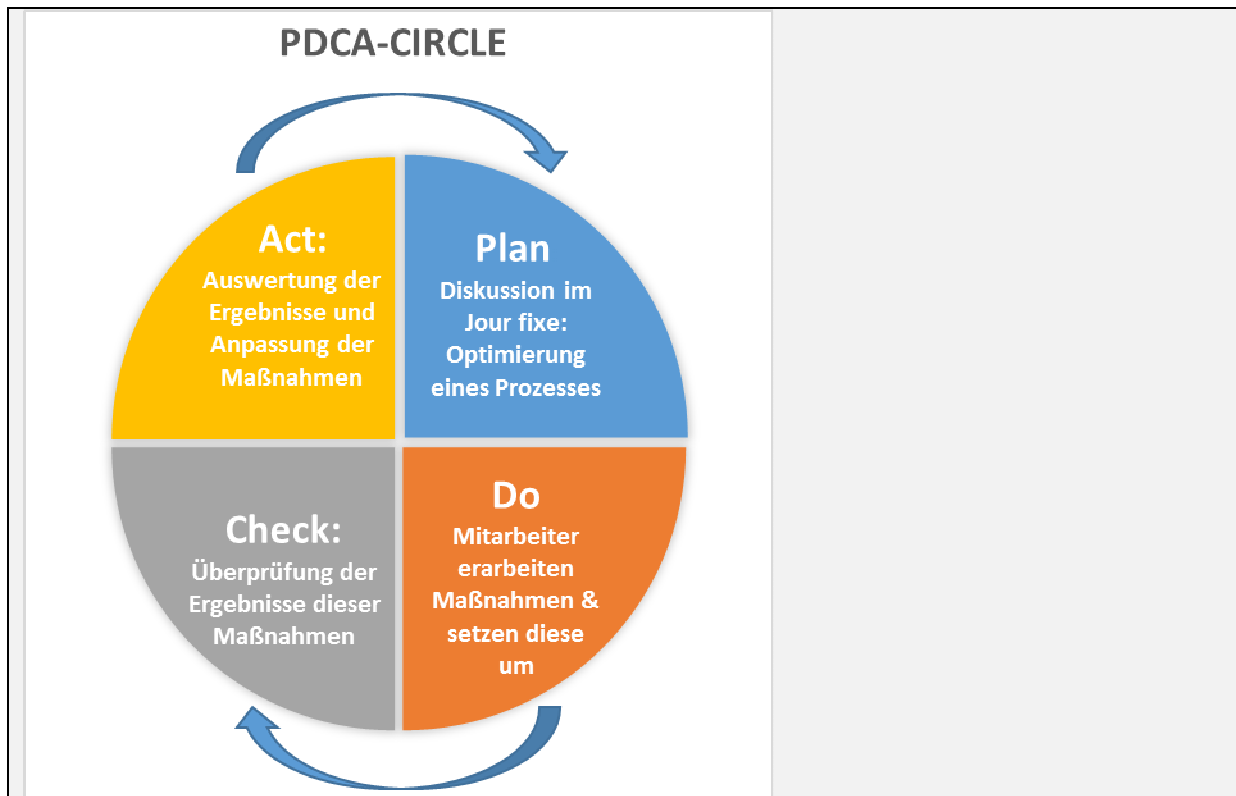 PDCA-CIRCLE
Act:
Auswertung der
Ergebnisse und
Anpassung der
Maßnahmen
Plan
Diskussion im
Jour fixe:
Optimierung
eines Prozesses
Check:
Überprüfung der
Ergebnisse dieser
Maßnahmen
Do
Mitarbeiter
erarbeiten
Maßnahmen &
setzen diese
um